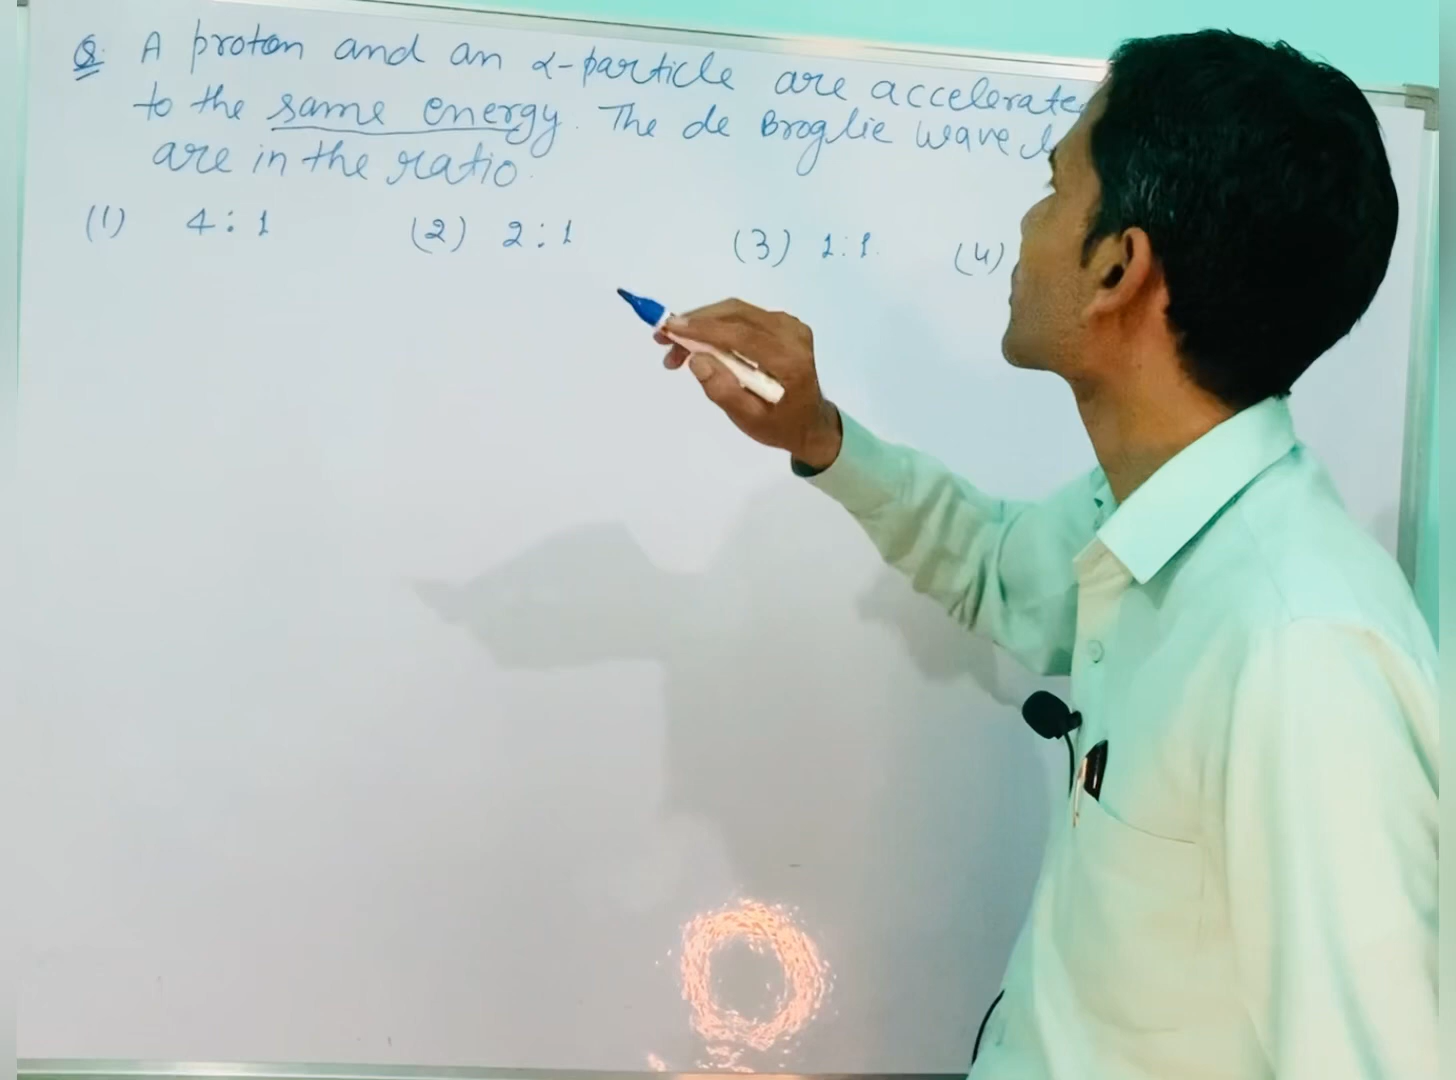 Q. A proton and an α-particle are accelerate
to the same energy. The de Broglie wave
are in the ratio.
(1) 4 : 1 (2) 2 : 1 (3) 1 : 1. (4)